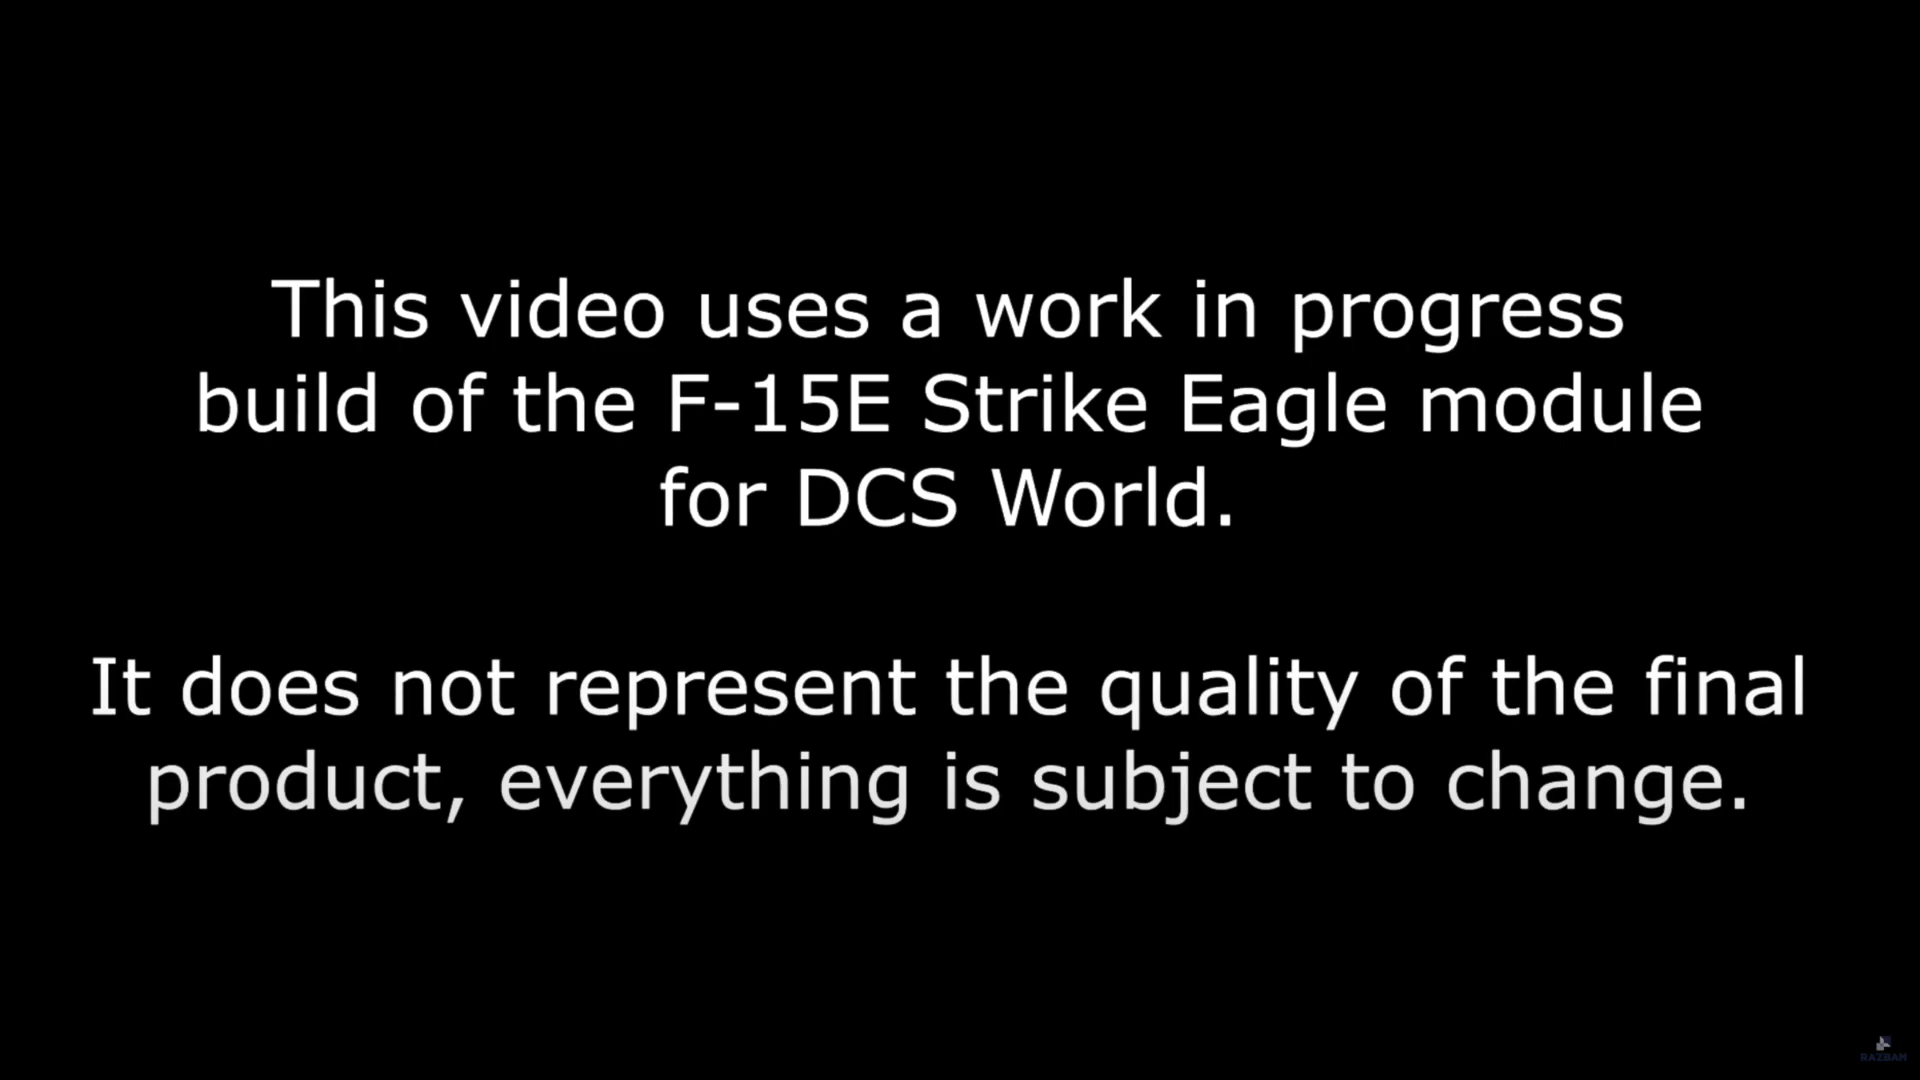 This video uses a work in progress
build of the F-15E Strike Eagle module
for DCS World.
It does not represent the quality of the final
product, everything is subject to change.
RAZBAM